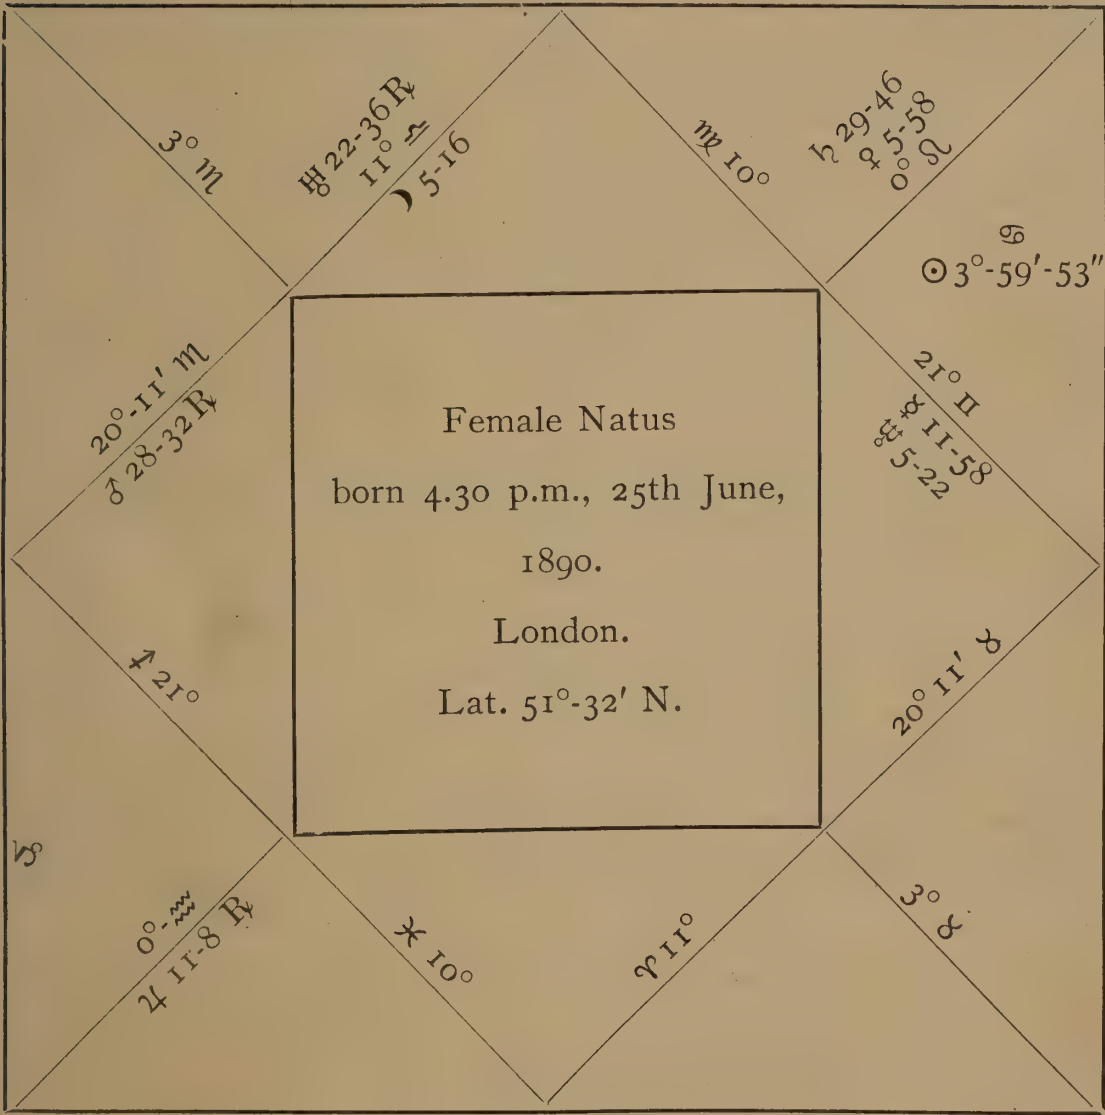 3° ♏
♅ 22-36 ℞
11° ♎
☽ 5-16
♍ 10°
♄ 29-46
♀ 5-58
0° ♌
♋
☉ 3°-59′-53″
20°-11′ ♏
♂ 28-32 ℞
21° ♊
☿ 11-58
♆ 5-22
Female Natus
born 4.30 p.m., 25th June,
1890.
London.
Lat. 51°-32′ N.
♐ 21°
20° 11′ ♉
♑
0°-♒
♃ 11-8 ℞
♓ 10°
♈ 11°
3° ♉